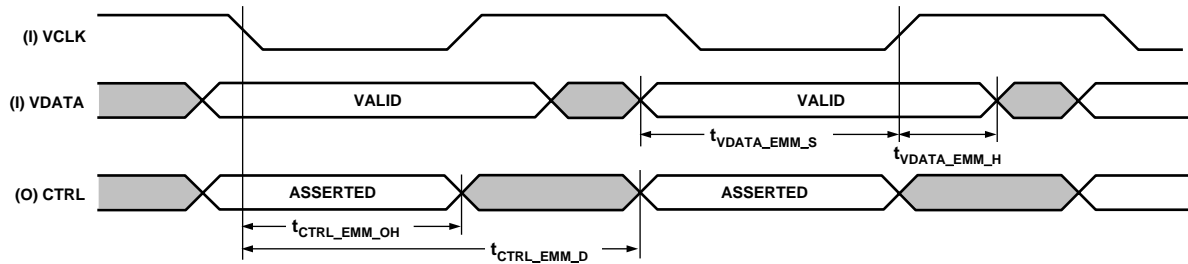 (I) VCLK
(I) VDATA VALID VALID
tVDATA_EMM_S tVDATA_EMM_H
(O) CTRL ASSERTED ASSERTED
tCTRL_EMM_OH
tCTRL_EMM_D